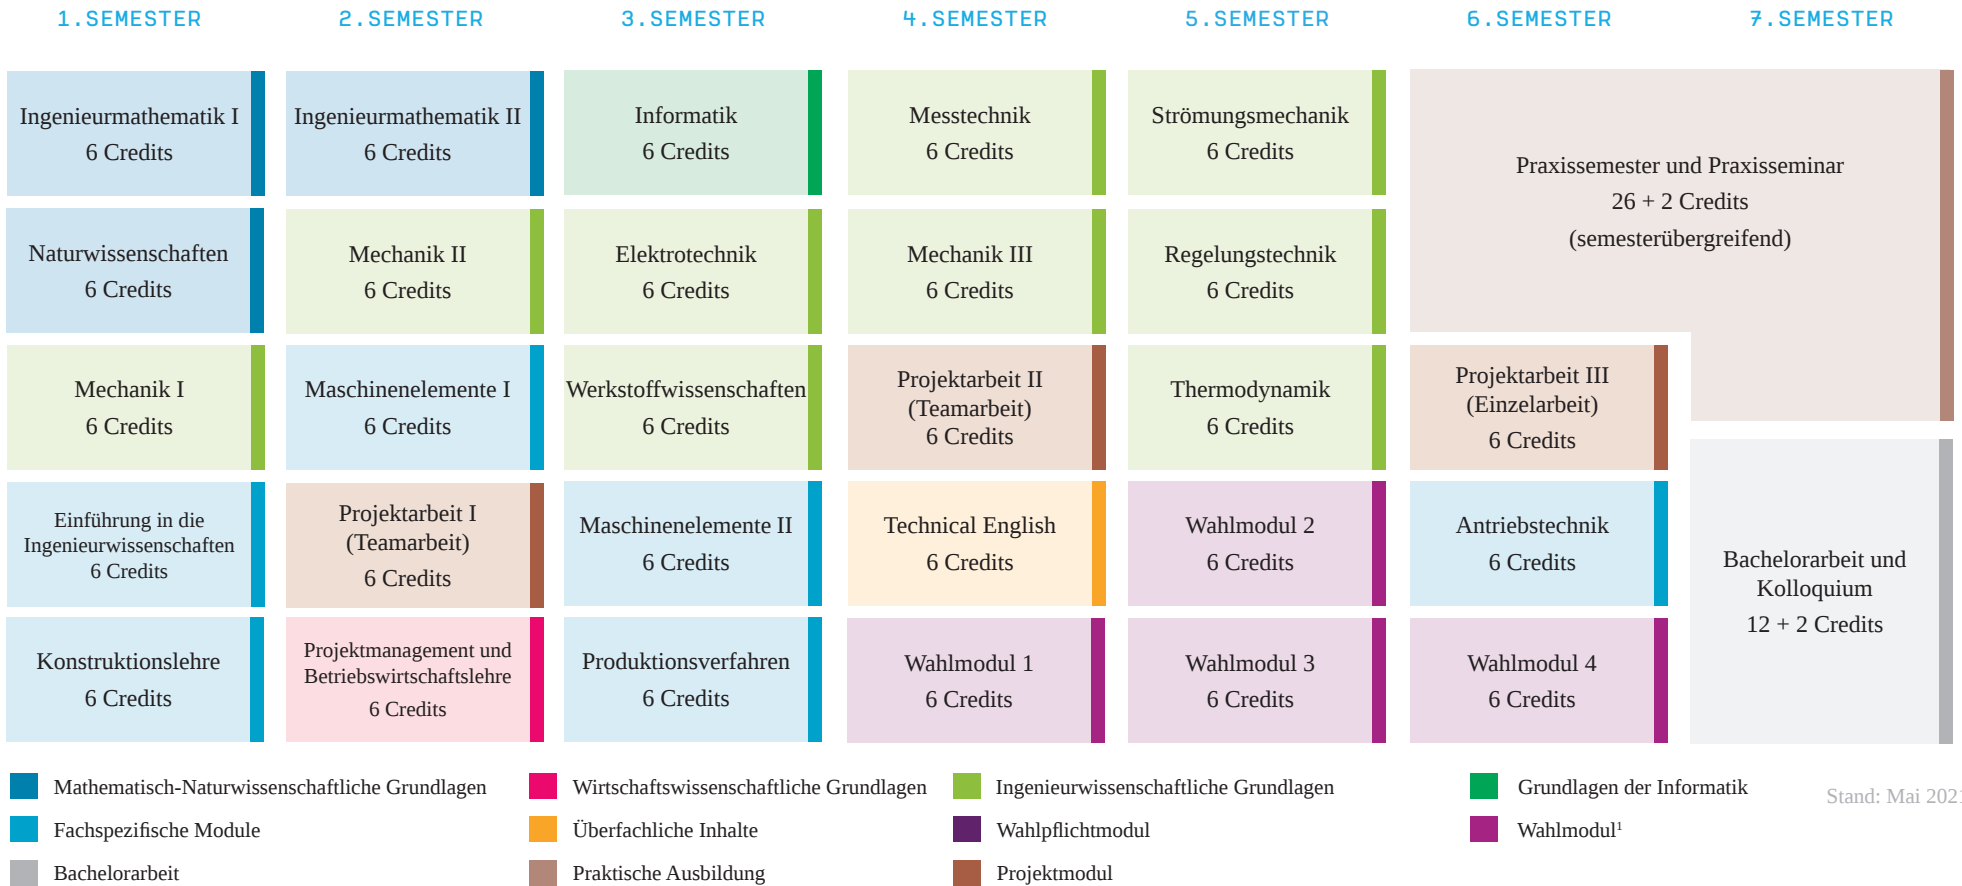 1.SEMESTER
2.SEMESTER
3.SEMESTER
4.SEMESTER
5.SEMESTER
6.SEMESTER
7.SEMESTER
Ingenieurmathematik I
6 Credits
Ingenieurmathematik II
6 Credits
Informatik
6 Credits
Messtechnik
6 Credits
Strömungsmechanik
6 Credits
Praxissemester und Praxisseminar
26 + 2 Credits
(semesterübergreifend)
Naturwissenschaften
6 Credits
Mechanik II
6 Credits
Elektrotechnik
6 Credits
Mechanik III
6 Credits
Regelungstechnik
6 Credits
Mechanik I
6 Credits
Maschinenelemente I
6 Credits
Werkstoffwissenschaften
6 Credits
Projektarbeit II
(Teamarbeit)
6 Credits
Thermodynamik
6 Credits
Projektarbeit III
(Einzelarbeit)
6 Credits
Einführung in die
Ingenieurwissenschaften
6 Credits
Projektarbeit I
(Teamarbeit)
6 Credits
Maschinenelemente II
6 Credits
Technical English
6 Credits
Wahlmodul 2
6 Credits
Antriebstechnik
6 Credits
Bachelorarbeit und
Kolloquium
12 + 2 Credits
Konstruktionslehre
6 Credits
Projektmanagement und
Betriebswirtschaftslehre
6 Credits
Produktionsverfahren
6 Credits
Wahlmodul 1
6 Credits
Wahlmodul 3
6 Credits
Wahlmodul 4
6 Credits
Mathematisch-Naturwissenschaftliche Grundlagen
Wirtschaftswissenschaftliche Grundlagen
Ingenieurwissenschaftliche Grundlagen
Grundlagen der Informatik
Stand: Mai 2021
Fachspezifische Module
Überfachliche Inhalte
Wahlpflichtmodul
Wahlmodul¹
Bachelorarbeit
Praktische Ausbildung
Projektmodul